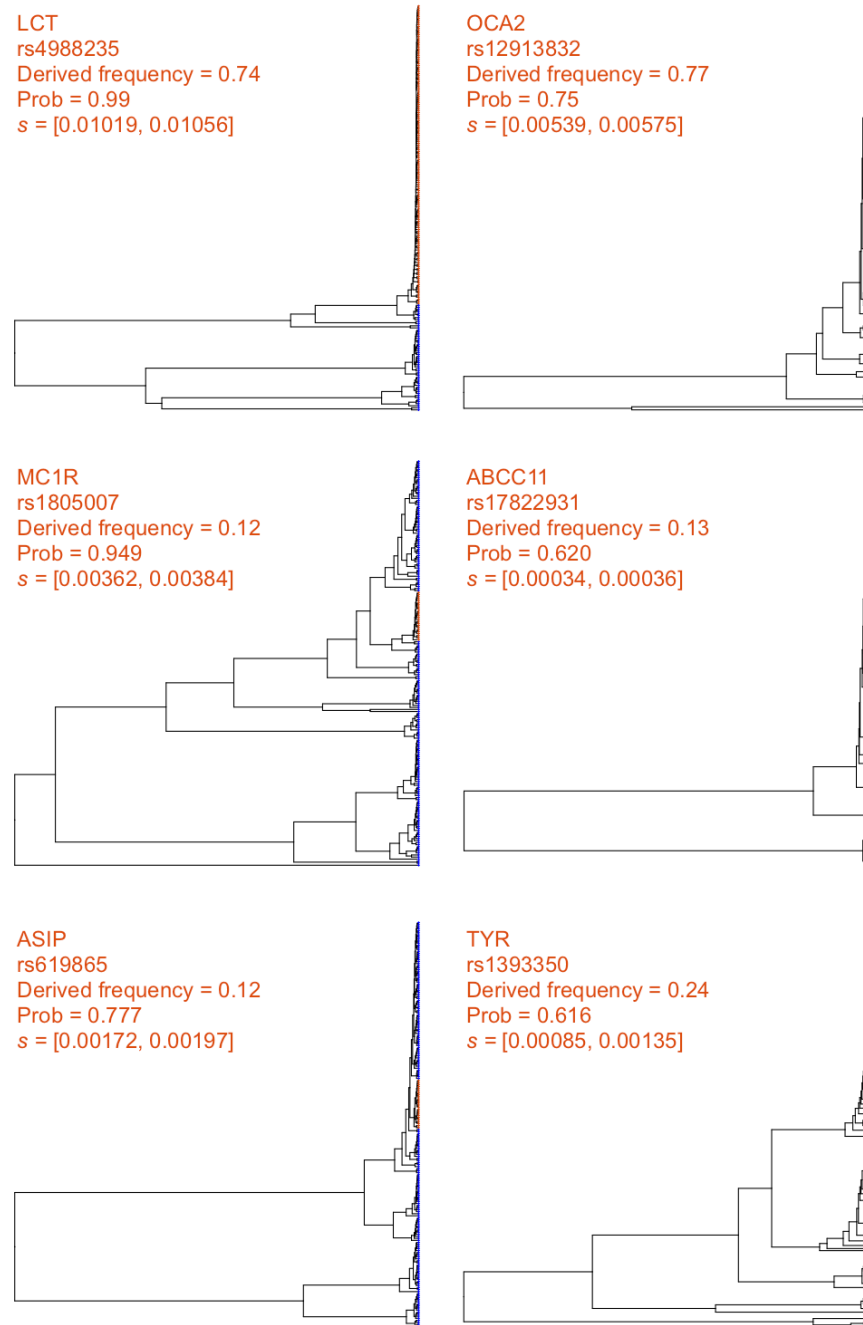 LCT
rs4988235
Derived frequency = 0.74
Prob = 0.99
s = [0.01019, 0.01056]
OCA2
rs12913832
Derived frequency = 0.77
Prob = 0.75
s = [0.00539, 0.00575]
MC1R
rs1805007
Derived frequency = 0.12
Prob = 0.949
s = [0.00362, 0.00384]
ABCC11
rs17822931
Derived frequency = 0.13
Prob = 0.620
s = [0.00034, 0.00036]
ASIP
rs619865
Derived frequency = 0.12
Prob = 0.777
s = [0.00172, 0.00197]
TYR
rs1393350
Derived frequency = 0.24
Prob = 0.616
s = [0.00085, 0.00135]